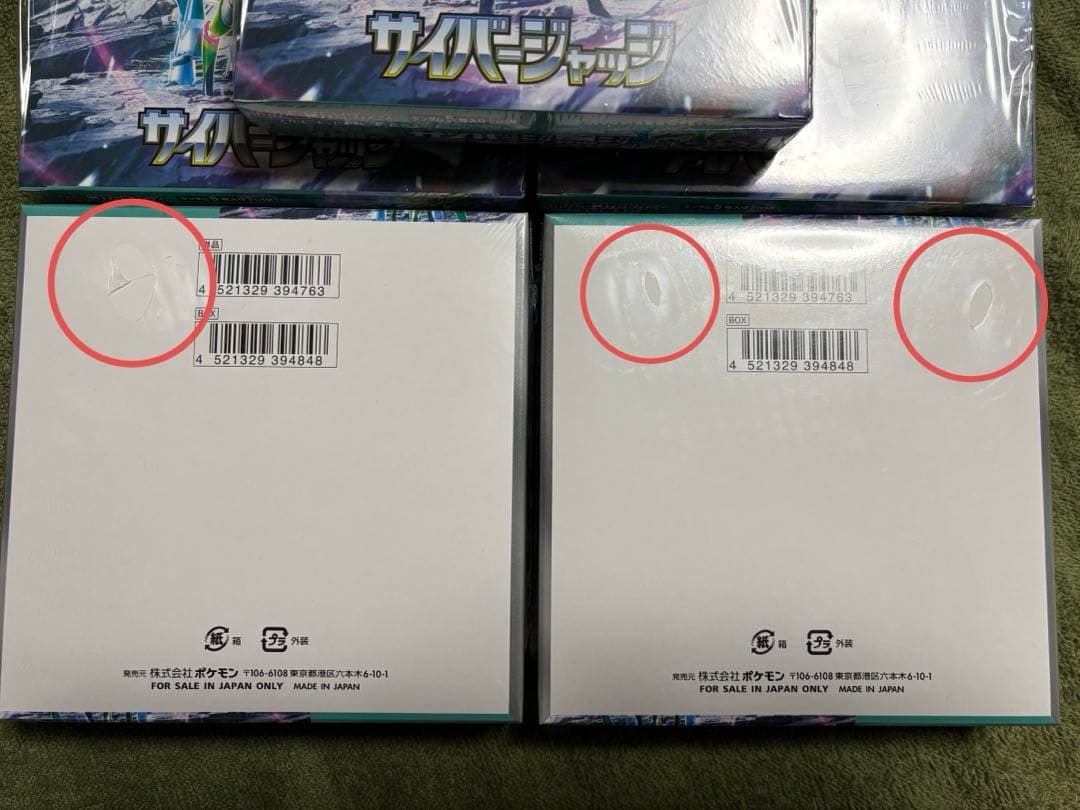 サイバージャッジ
サイバージャッジ
単品
4 521329 394763
BOX
4 521329 394848
紙 箱 プラ 外装
発売元 株式会社ポケモン 〒106-6108 東京都港区六本木6-10-1
FOR SALE IN JAPAN ONLY MADE IN JAPAN
4 521329 394763
BOX
4 521329 394848
紙 箱 プラ 外装
発売元 株式会社ポケモン 〒106-6108 東京都港区六本木6-10-1
FOR SALE IN JAPAN ONLY MADE IN JAPAN